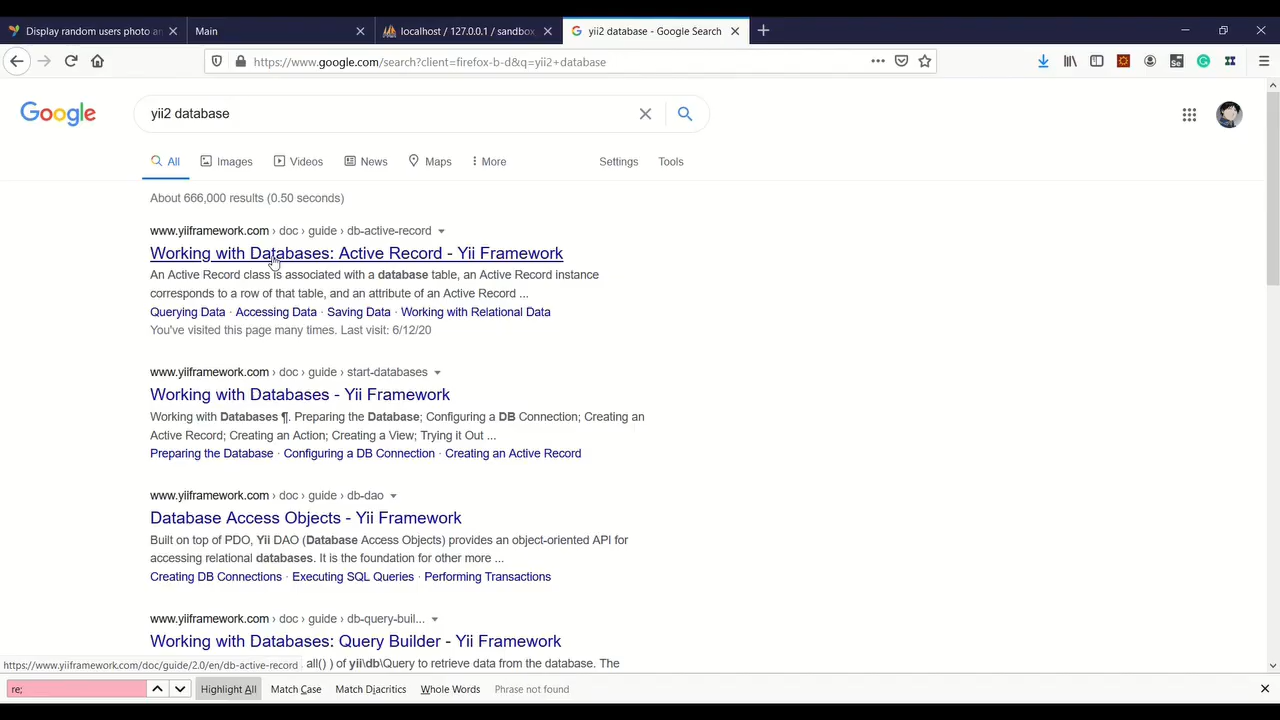 Display random users photo an
Main
localhost / 127.0.0.1 / sandbox
yii2 database - Google Search
https://www.google.com/search?client=firefox-b-d&q=yii2+database
Google
yii2 database
All
Images
Videos
News
Maps
More
Settings
Tools
About 666,000 results (0.50 seconds)
www.yiiframework.com › doc › guide › db-active-record
Working with Databases: Active Record - Yii Framework
An Active Record class is associated with a database table, an Active Record instance
corresponds to a row of that table, and an attribute of an Active Record ...
Querying Data · Accessing Data · Saving Data · Working with Relational Data
You've visited this page many times. Last visit: 6/12/20
www.yiiframework.com › doc › guide › start-databases
Working with Databases - Yii Framework
Working with Databases ¶. Preparing the Database; Configuring a DB Connection; Creating an
Active Record; Creating an Action; Creating a View; Trying it Out ...
Preparing the Database · Configuring a DB Connection · Creating an Active Record
www.yiiframework.com › doc › guide › db-dao
Database Access Objects - Yii Framework
Built on top of PDO, Yii DAO (Database Access Objects) provides an object-oriented API for
accessing relational databases. It is the foundation for other more ...
Creating DB Connections · Executing SQL Queries · Performing Transactions
www.yiiframework.com › doc › guide › db-query-buil...
Working with Databases: Query Builder - Yii Framework
https://www.yiiframework.com/doc/guide/2.0/en/db-active-record
all() ) of yii\db\Query to retrieve data from the database. The
re;
Highlight All
Match Case
Match Diacritics
Whole Words
Phrase not found